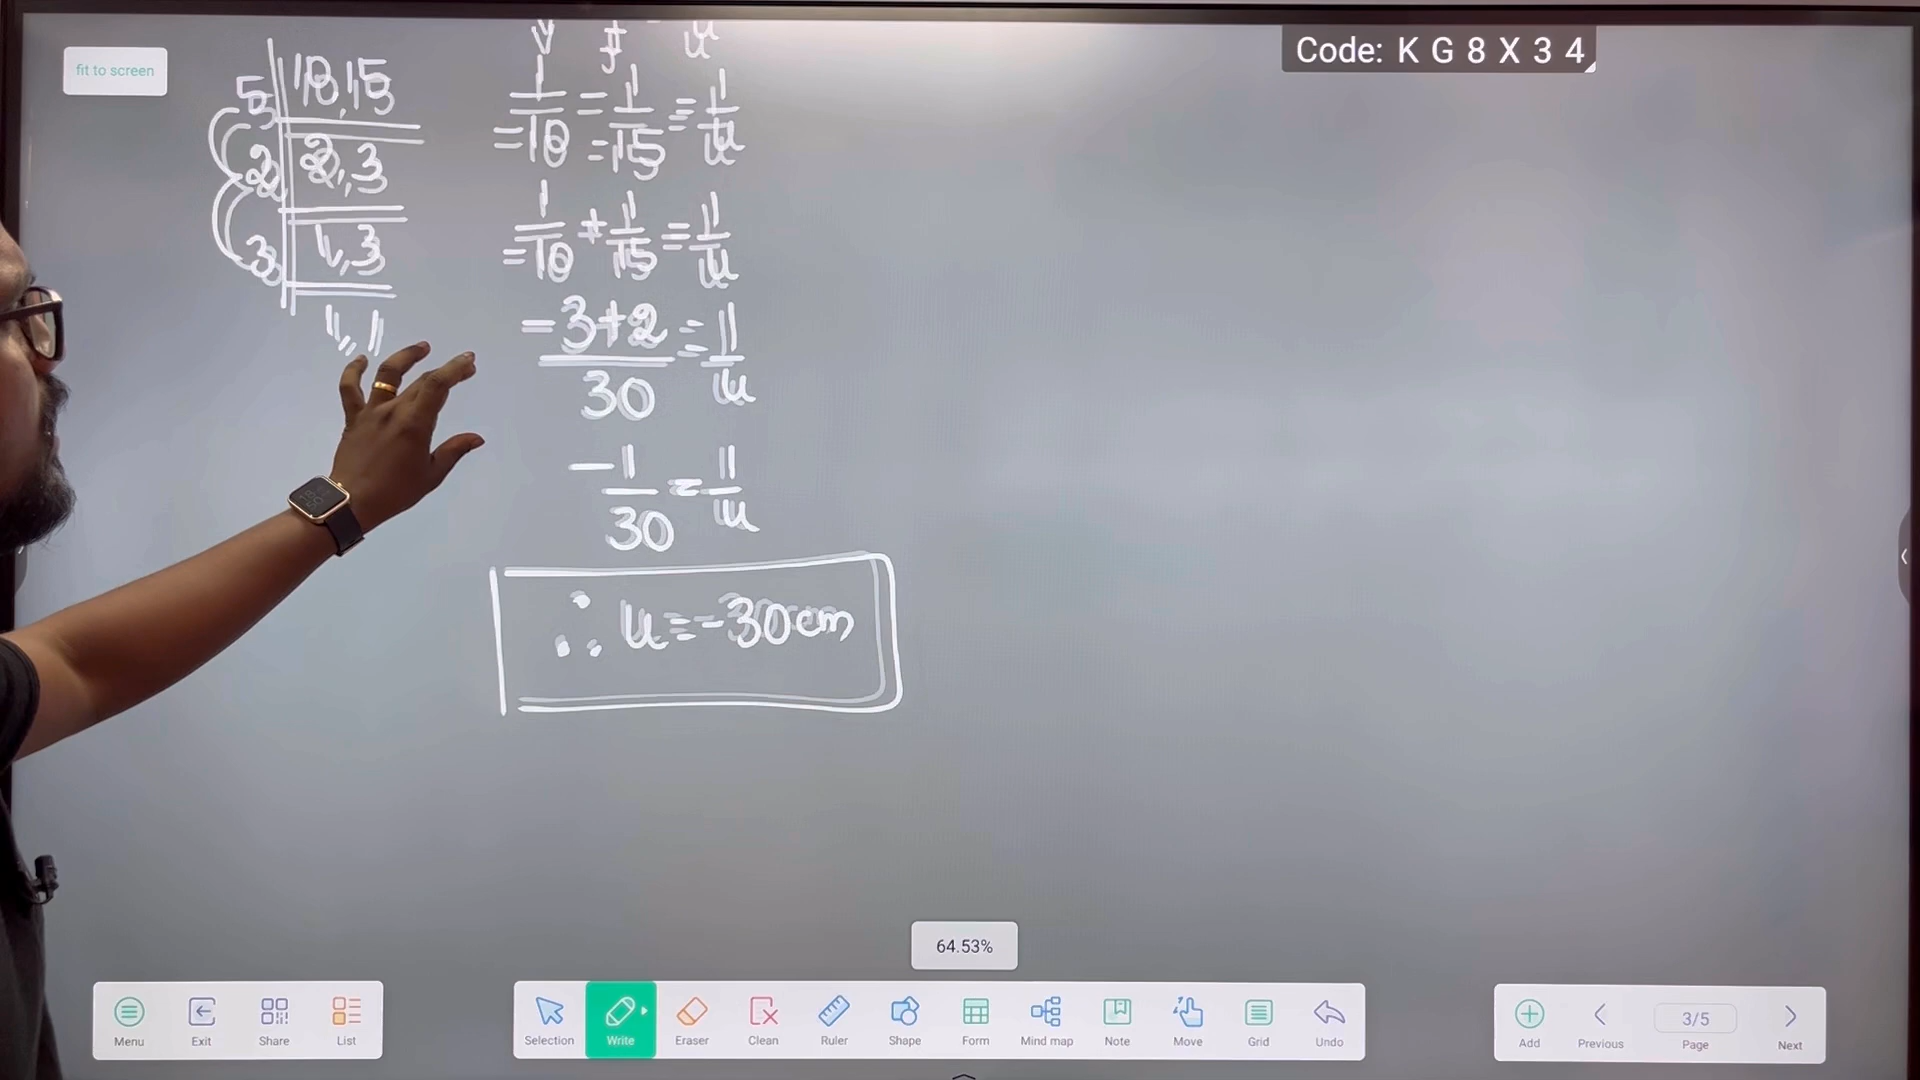 fit to screen
Code: K G 8 X 3 4
5 | 10, 15
2 | 2, 3
3 | 1, 3
1, 1
v f u
1/-10 - 1/-15 = 1/u
1/-10 + 1/15 = 1/u
-3+2/30 = 1/u
-1/30 = 1/u
∴ u = -30cm
64.53%
Menu Exit Share List
Selection Write Eraser Clean Ruler Shape Form Mind map Note Move Grid Undo
Add Previous 3/5 Page Next